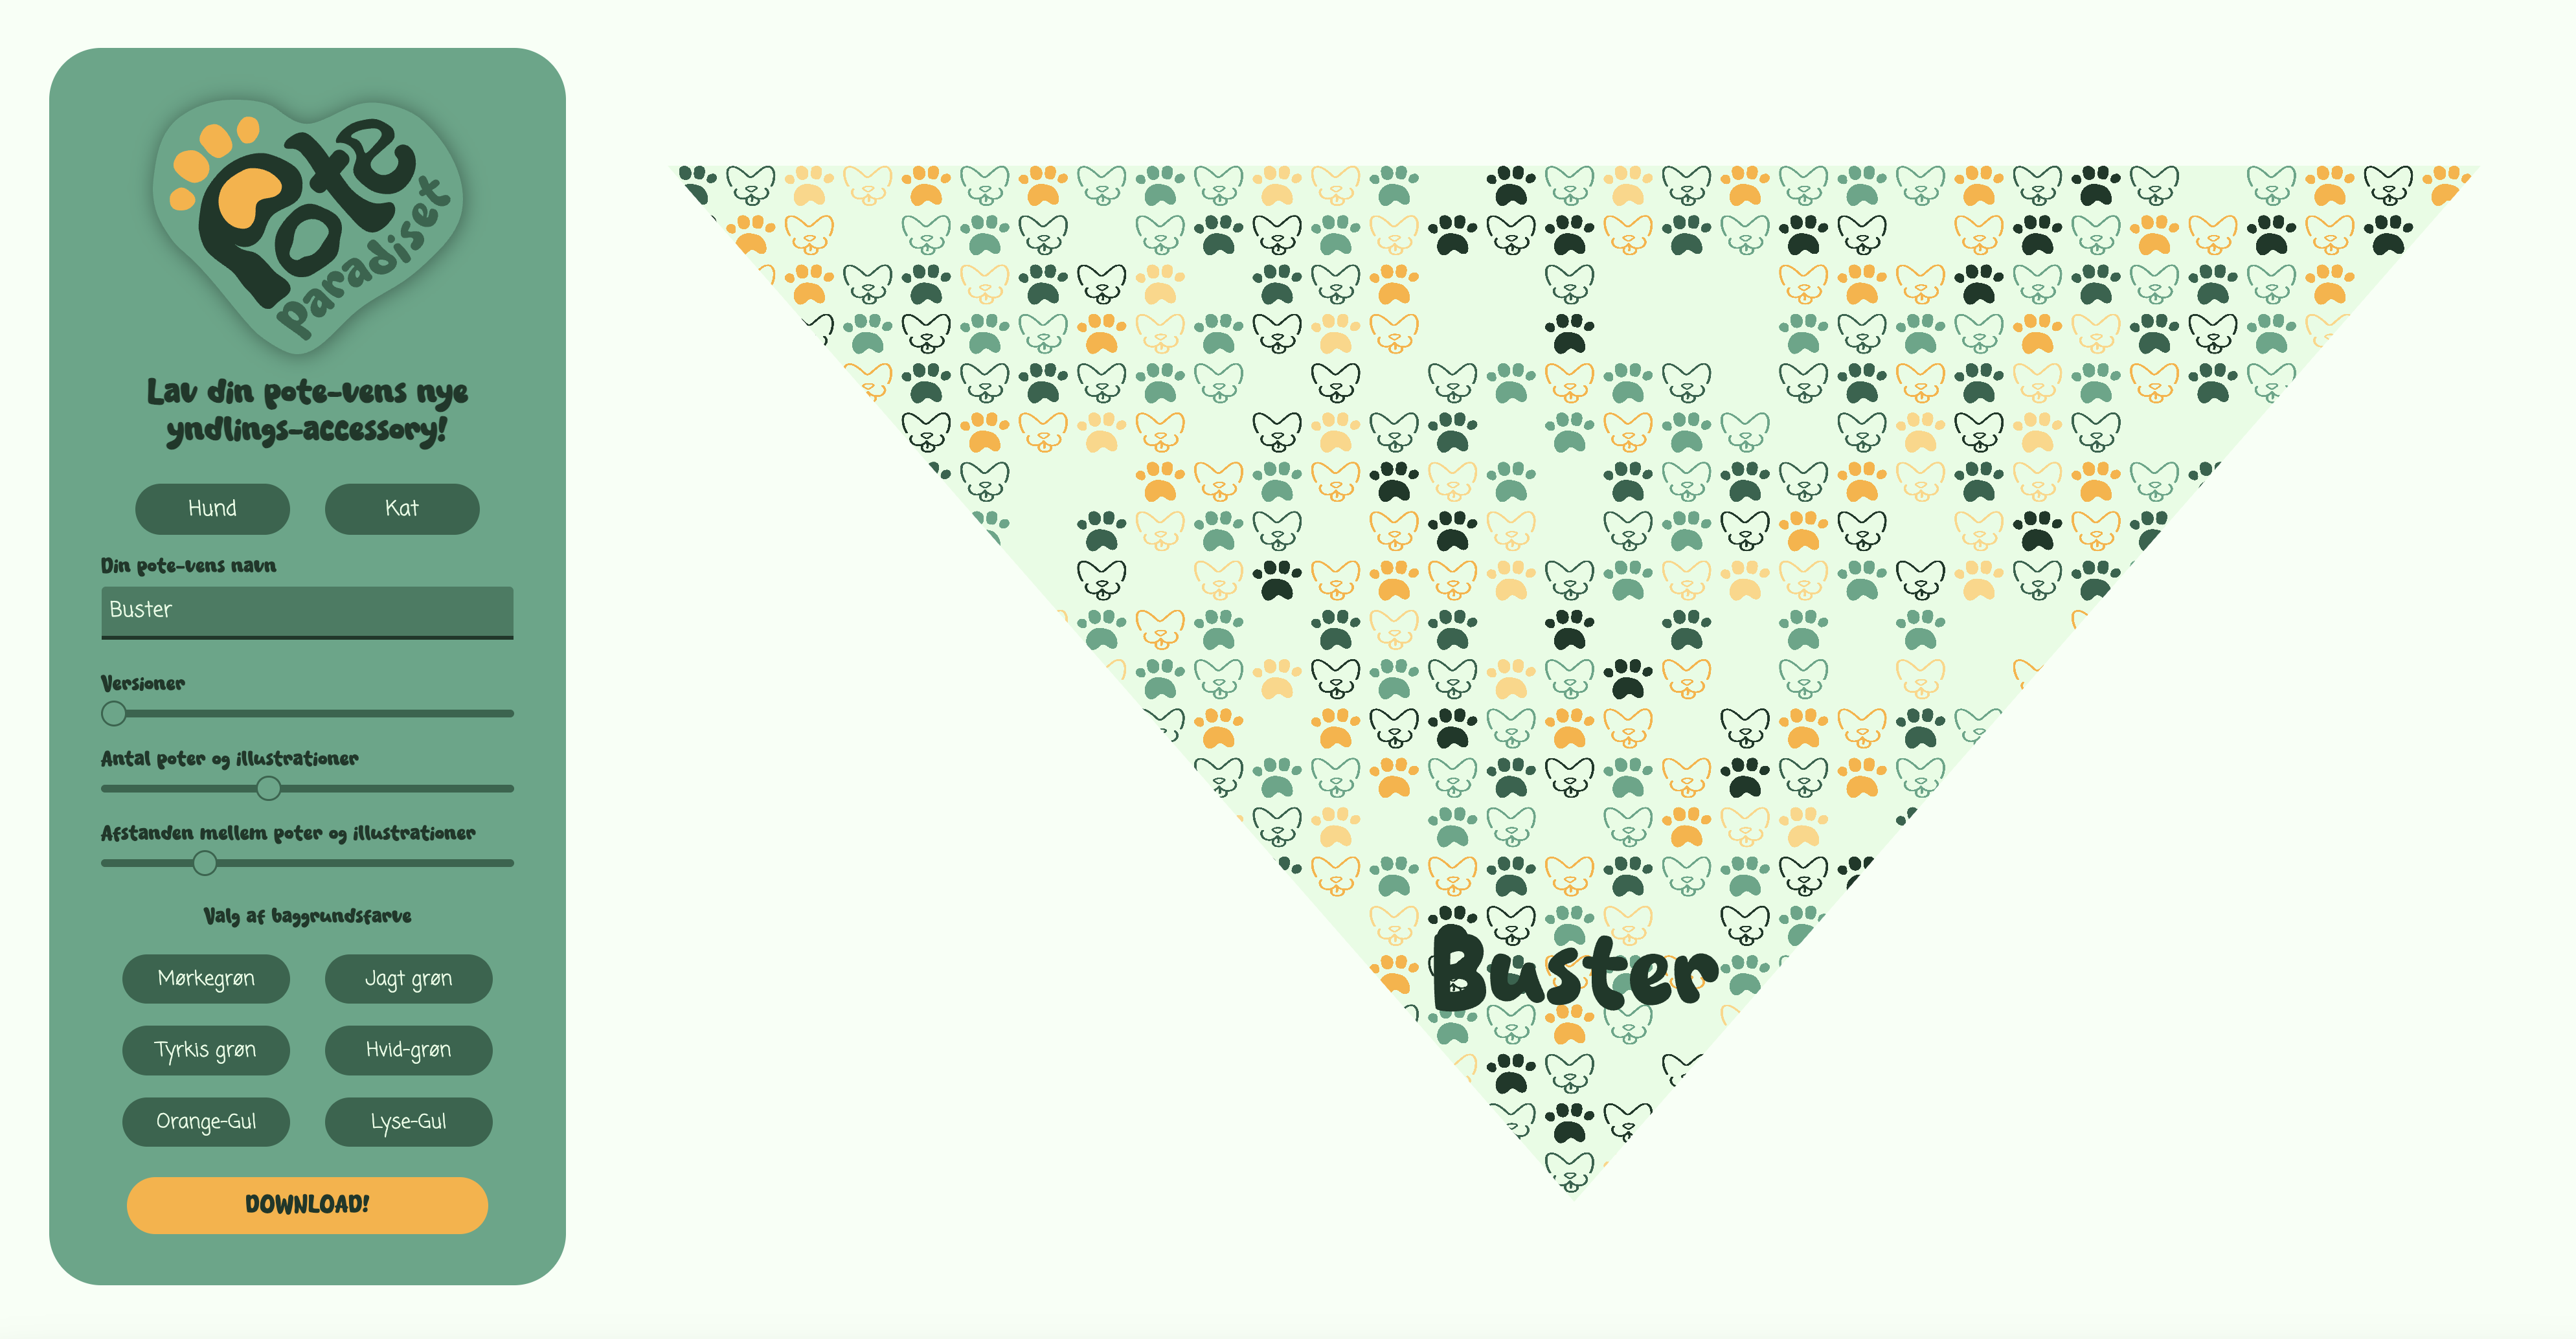 Pote
paradiset
Lav din pote-vens nye
yndlings-accessory!
Hund
Kat
Din pote-vens navn
Buster
Versioner
Antal poter og illustrationer
Afstanden mellem poter og illustrationer
Valg af baggrundsfarve
Mørkegrøn
Jagt grøn
Tyrkis grøn
Hvid-grøn
Orange-Gul
Lyse-Gul
DOWNLOAD!
Buster